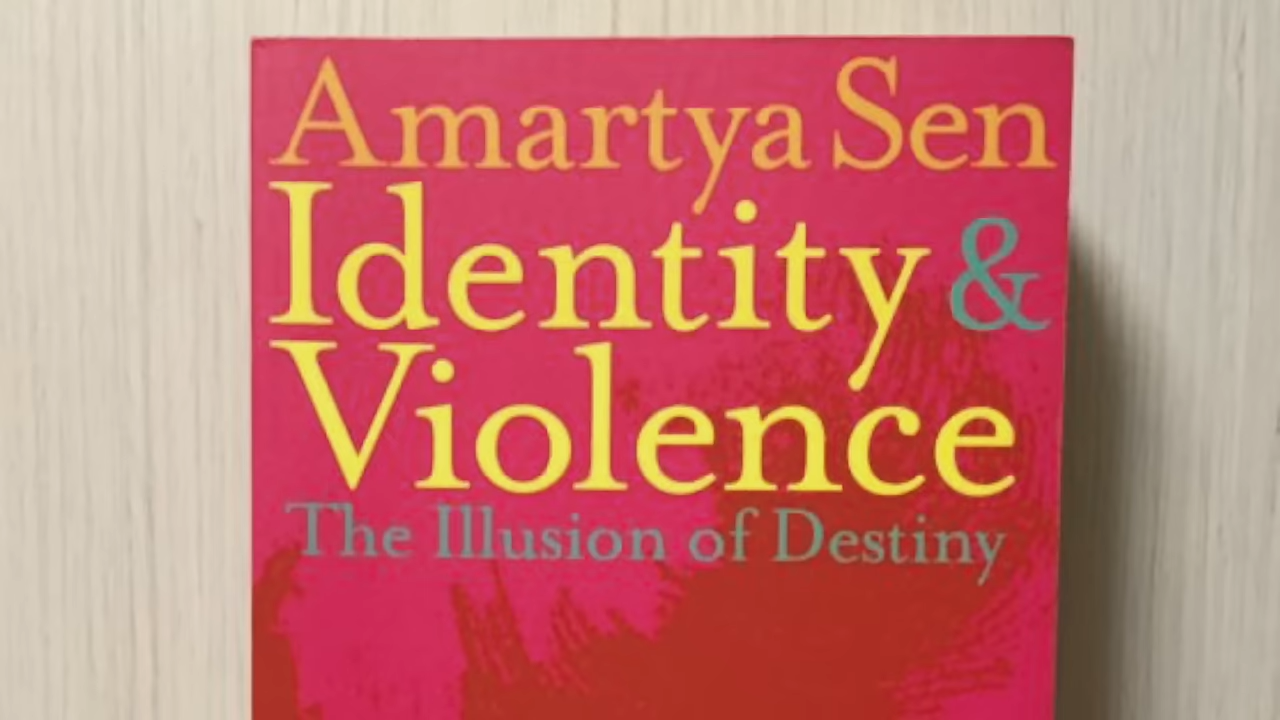 Amartya Sen
Identity &
Violence
The Illusion of Destiny